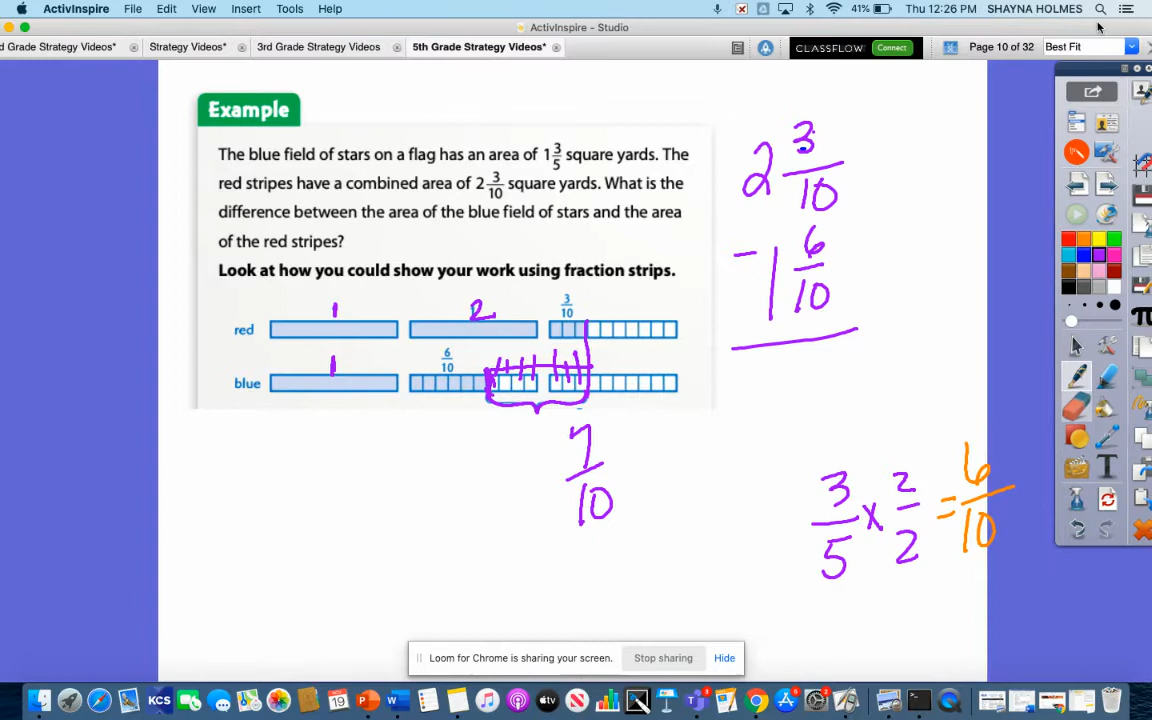 ActivInspire File Edit View Insert Tools Help 41% Thu 12:26 PM SHAYNA HOLMES
ActivInspire - Studio
d Grade Strategy Videos* Strategy Videos* 3rd Grade Strategy Videos 5th Grade Strategy Videos* CLASSFLOW Connect Page 10 of 32 Best Fit
Example
The blue field of stars on a flag has an area of 1 3/5 square yards. The
red stripes have a combined area of 2 3/10 square yards. What is the
difference between the area of the blue field of stars and the area
of the red stripes?
Look at how you could show your work using fraction strips.
1 2 3/10
red
1 6/10
blue
7/10
2 3/10
- 1 6/10
3/5 x 2/2 = 6/10
Loom for Chrome is sharing your screen. Stop sharing Hide
KCS